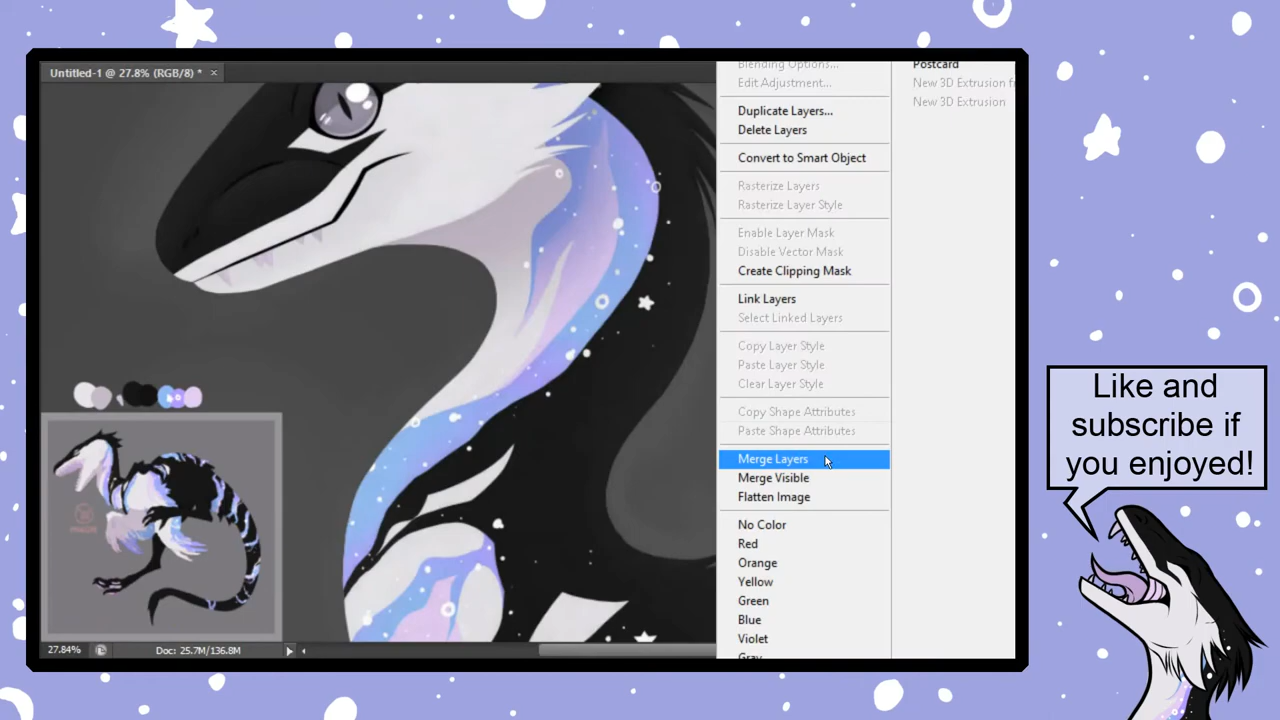 Untitled-1 @ 27.8% (RGB/8) *
Blending Options...
Edit Adjustment...
Duplicate Layers...
Delete Layers
Convert to Smart Object
Rasterize Layers
Rasterize Layer Style
Enable Layer Mask
Disable Vector Mask
Create Clipping Mask
Link Layers
Select Linked Layers
Copy Layer Style
Paste Layer Style
Clear Layer Style
Copy Shape Attributes
Paste Shape Attributes
Merge Layers
Merge Visible
Flatten Image
No Color
Red
Orange
Yellow
Green
Blue
Violet
Gray
Postcard
New 3D Extrusion
New 3D Extrusion
27.84%
Doc: 25.7M/136.8M
Like and
subscribe if
you enjoyed!